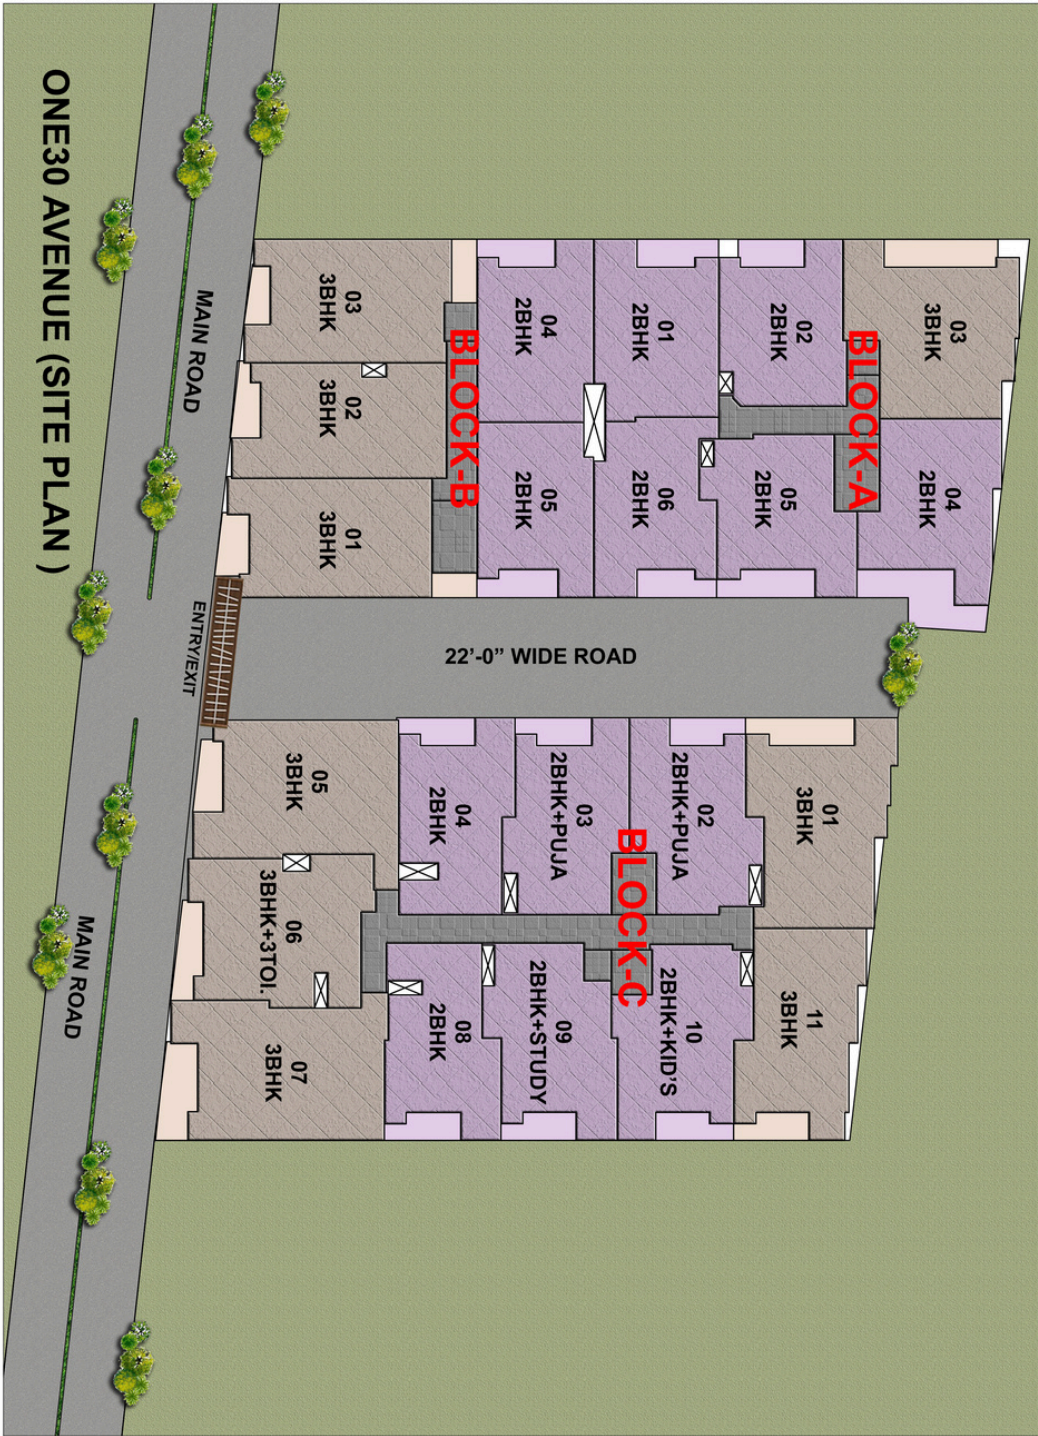 ONE30 AVENUE (SITE PLAN )
MAIN ROAD
MAIN ROAD
ENTRY/EXIT
22'-0" WIDE ROAD
BLOCK-A
03
3BHK
02
2BHK
01
2BHK
04
2BHK
05
2BHK
06
2BHK
BLOCK-B
04
2BHK
05
2BHK
03
3BHK
02
3BHK
01
3BHK
BLOCK-C
01
3BHK
02
2BHK+PUJA
03
2BHK+PUJA
04
2BHK
05
3BHK
06
3BHK+3TOI.
07
3BHK
08
2BHK
09
2BHK+STUDY
10
2BHK+KID'S
11
3BHK